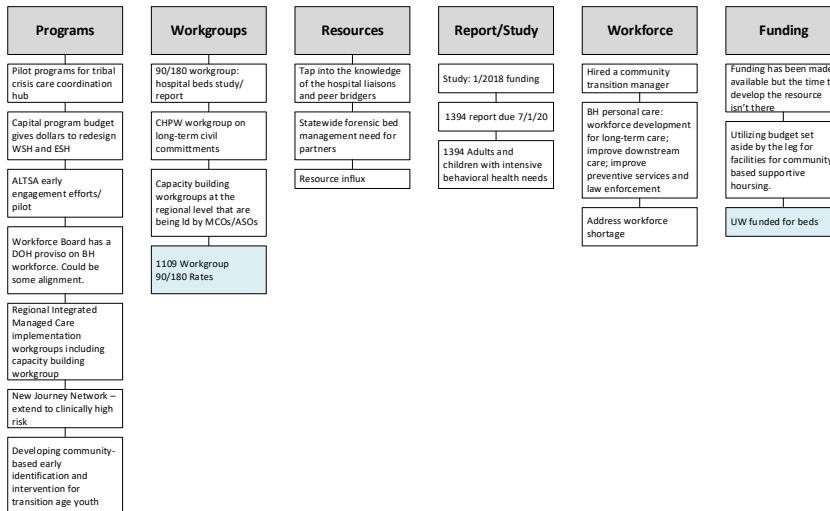 Programs
Pilot programs for tribal
crisis care coordination
hub
Capital program budget
gives dollars to redesign
WSH and ESH
ALTSA early
engagement efforts/
pilot
Workforce Board has a
DOH proviso on BH
workforce. Could be
some alignment.
Regional Integrated
Managed Care
implementation
workgroups including
capacity building
workgroup
New Journey Network –
extend to clinically high
risk
Developing community-
based early
identification and
intervention for
transition age youth
Workgroups
90/180 workgroup:
hospital beds study/
report
CHPW workgroup on
long-term civil
committments
Capacity building
workgroups at the
regional level that are
being ld by MCOs/ASOs
1109 Workgroup
90/180 Rates
Resources
Tap into the knowledge
of the hospital liaisons
and peer bridgers
Statewide forensic bed
management need for
partners
Resource influx
Report/Study
Study: 1/2018 funding
1394 report due 7/1/20
1394 Adults and
children with intensive
behavioral health needs
Workforce
Hired a community
transition manager
BH personal care:
workforce development
for long-term care;
improve downstream
care; improve
preventive services and
law enforcement
Address workforce
shortage
Funding
Funding has been made
available but the time t
develop the resource
isn't there
Utilizing budget set
aside by the leg for
facilities for community
based supportive
hoursing.
UW funded for beds